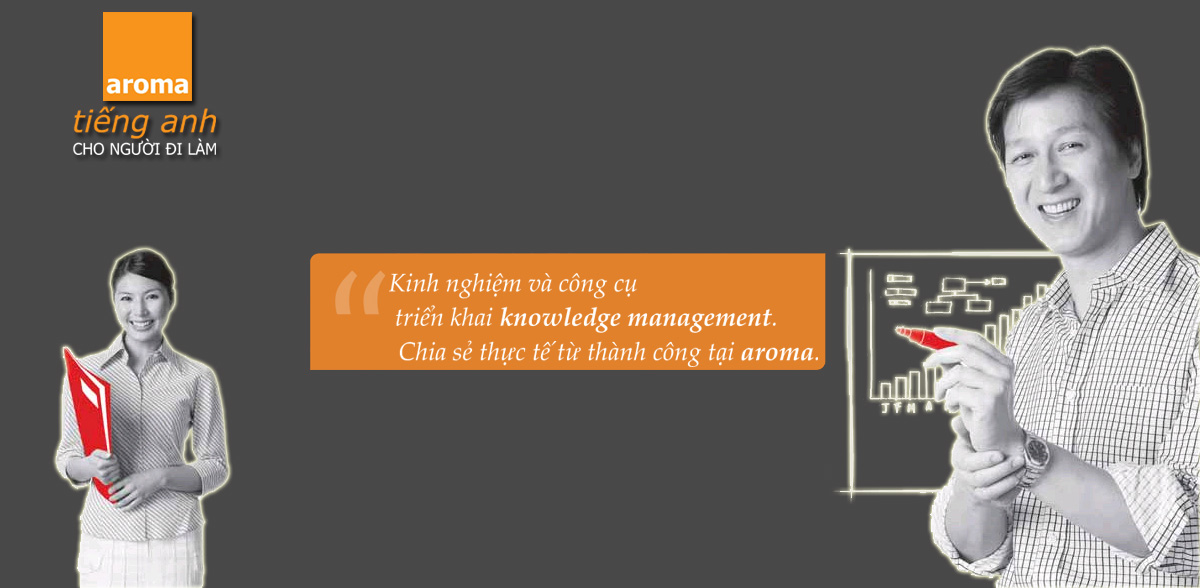 aroma
tiếng anh
CHO NGƯỜI ĐI LÀM
“Kinh nghiệm và công cụ
triển khai knowledge management.
Chia sẻ thực tế từ thành công tại aroma.
J F M A